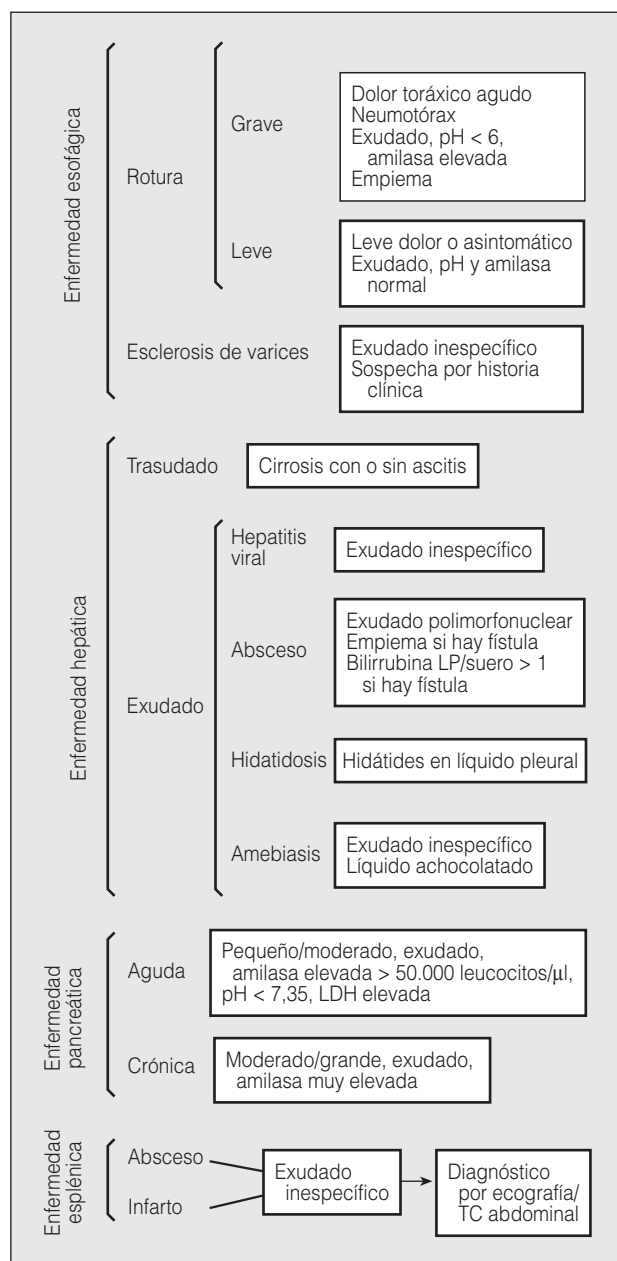 Enfermedad esofágica
Rotura
Grave
Dolor toráxico agudo
Neumotórax
Exudado, pH < 6,
amilasa elevada
Empiema
Leve
Leve dolor o asintomático
Exudado, pH y amilasa
normal
Esclerosis de varices
Exudado inespecífico
Sospecha por historia
clínica
Enfermedad hepática
Trasudado
Cirrosis con o sin ascitis
Exudado
Hepatitis
viral
Exudado inespecífico
Absceso
Exudado polimorfonuclear
Empiema si hay fístula
Bilirrubina LP/suero > 1
si hay fístula
Hidatidosis
Hidátides en líquido pleural
Amebiasis
Exudado inespecífico
Líquido achocolatado
Enfermedad
pancreática
Aguda
Pequeño/moderado, exudado,
amilasa elevada > 50.000 leucocitos/μl,
pH < 7,35, LDH elevada
Crónica
Moderado/grande, exudado,
amilasa muy elevada
Enfermedad
esplénica
Absceso
Infarto
Exudado
inespecífico
Diagnóstico
por ecografía/
TC abdominal